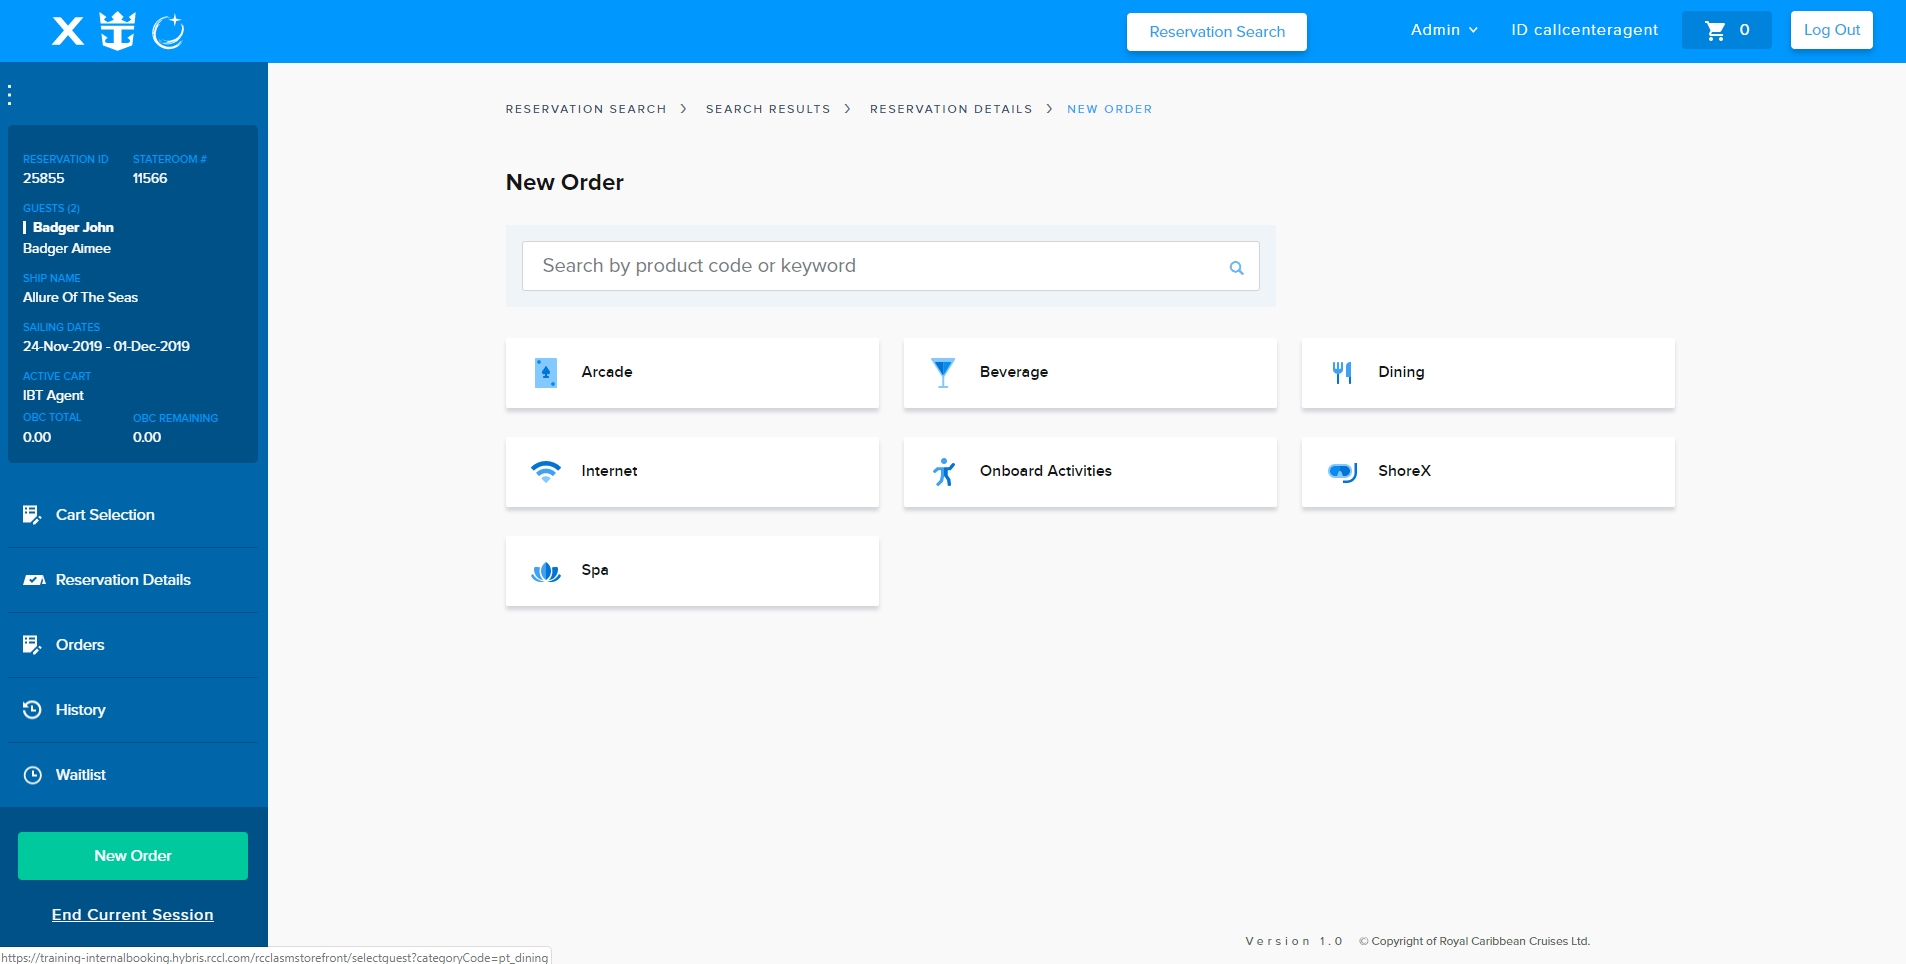 Reservation Search
Admin
ID callcenteragent
0
Log Out
RESERVATION ID STATEROOM #
25855 11566
GUESTS (2)
Badger John
Badger Aimee
SHIP NAME
Allure Of The Seas
SAILING DATES
24-Nov-2019 - 01-Dec-2019
ACTIVE CART
IBT Agent
OBC TOTAL OBC REMAINING
0.00 0.00
Cart Selection
Reservation Details
Orders
History
Waitlist
New Order
End Current Session
RESERVATION SEARCH > SEARCH RESULTS > RESERVATION DETAILS > NEW ORDER
New Order
Search by product code or keyword
Arcade
Beverage
Dining
Internet
Onboard Activities
ShoreX
Spa
Version 1.0 © Copyright of Royal Caribbean Cruises Ltd.
https://training-internalbooking.hybris.rccl.com/rcclasmstorefront/selectguest?categoryCode=pt_dining